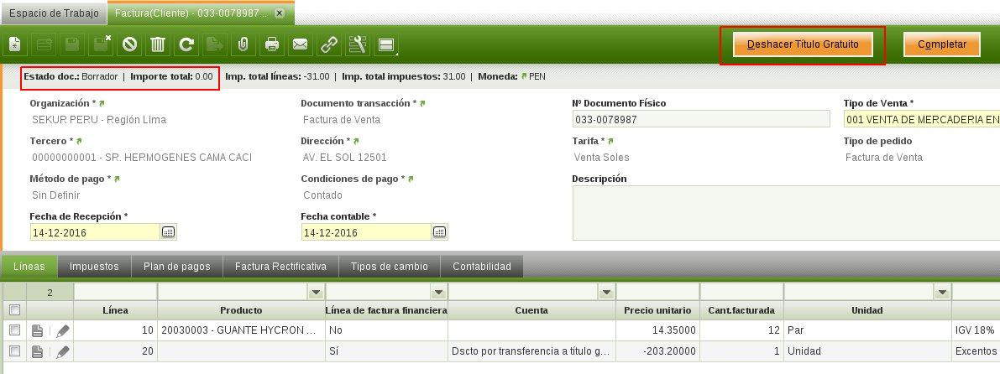 Espacio de Trabajo Factura(Cliente) - 033-0078987...
Deshacer Título Gratuito Completar
Estado doc.: Borrador | Importe total: 0.00 Imp. total líneas: -31.00 | Imp. total impuestos: 31.00 | Moneda: PEN
Organización * Documento transacción * Nº Documento Físico Tipo de Venta *
SEKUR PERU - Región Lima Factura de Venta 033-0078987 001 VENTA DE MERCADERIA EN
Tercero * Dirección * Tarifa * Tipo de pedido
00000000001 - SR. HERMOGENES CAMA CACI AV. EL SOL 12501 Venta Soles Factura de Venta
Método de pago * Condiciones de pago * Descripción
Sin Definir Contado
Fecha de Recepción * Fecha contable *
14-12-2016 14-12-2016
Líneas Impuestos Plan de pagos Factura Rectificativa Tipos de cambio Contabilidad
2
Línea Producto Línea de factura financiera Cuenta Precio unitario Cant.facturada Unidad
10 20030003 - GUANTE HYCRON ... No 14.35000 12 Par IGV 18%
20 Sí Dscto por transferencia a título g... -203.20000 1 Unidad Excentos